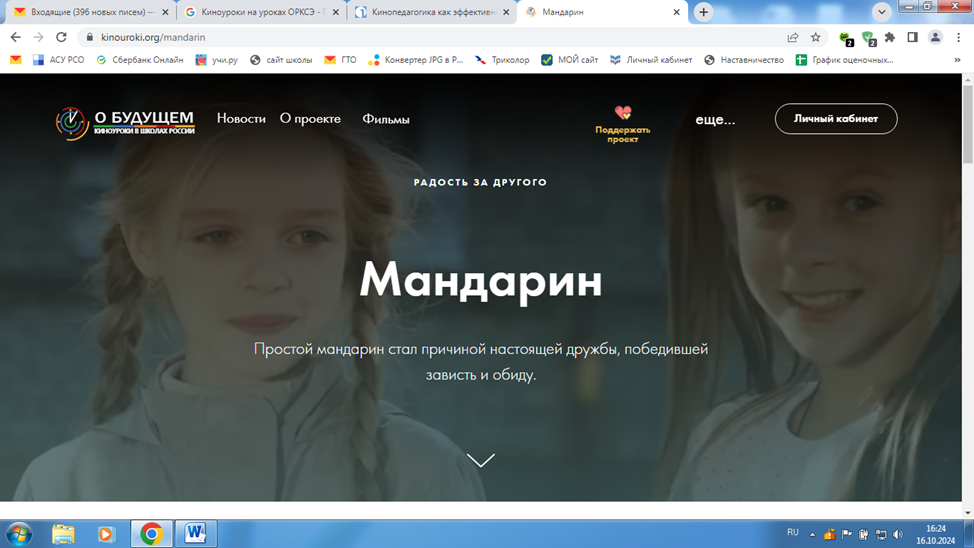 Входящие (396 новых писем) —
Киноуроки на уроках ОРКСЭ -
Кинопедагогика как эффективн
Мандарин
kinouroki.org/mandarin
2
2
АСУ РСО
Сбербанк Онлайн
учи.ру
сайт школы
ГТО
Конвертер JPG в P...
Триколор
МОЙ сайт
Личный кабинет
Наставничество
График оценочных...
»
О БУДУЩЕМ
КИНОУРОКИ В ШКОЛАХ РОССИИ
Новости
О проекте
Фильмы
Поддержать
проект
еще...
Личный кабинет
РАДОСТЬ ЗА ДРУГОГО
Мандарин
Простой мандарин стал причиной настоящей дружбы, победившей
зависть и обиду.
RU
16:24
16.10.2024